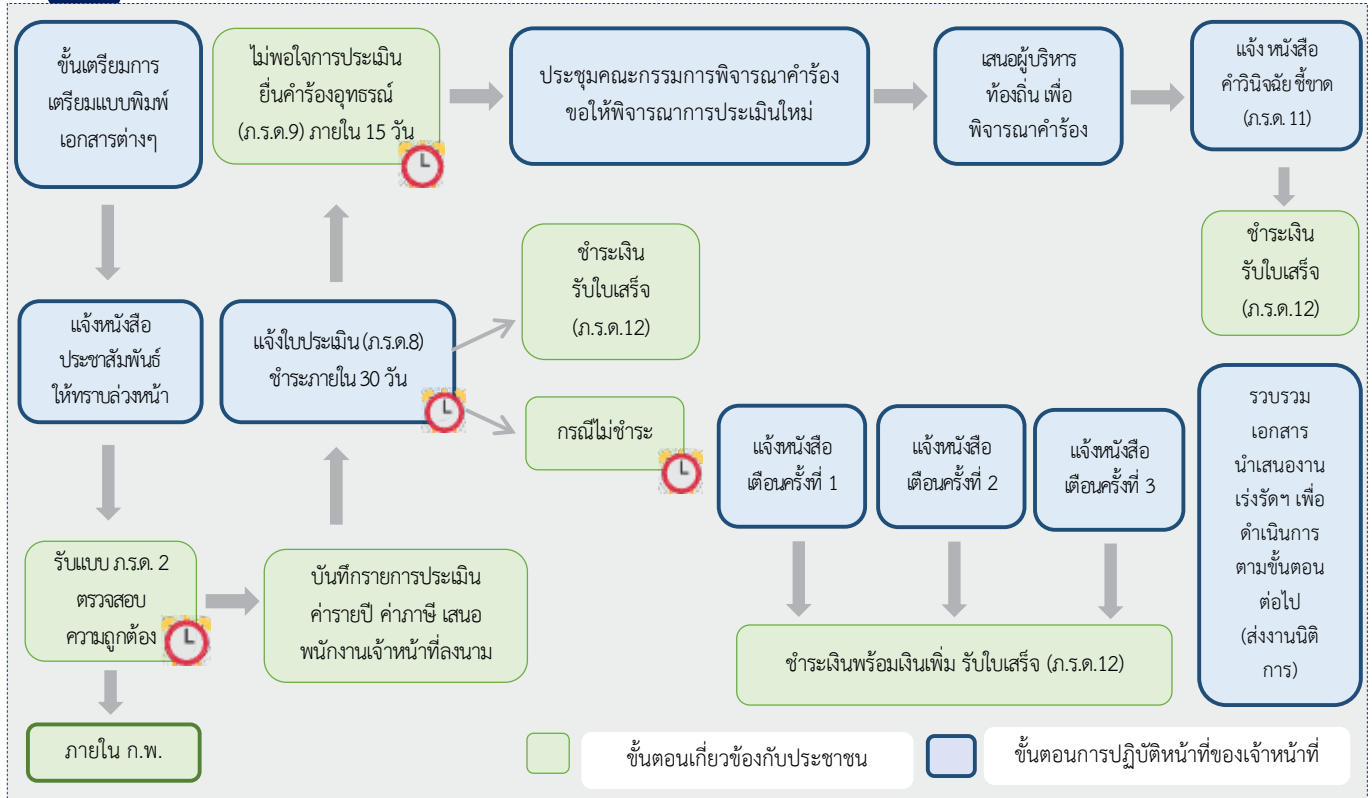 ขั้นเตรียมการ
เตรียมแบบพิมพ์
เอกสารต่างๆ
ไม่พอใจการประเมิน
ยื่นคำร้องอุทธรณ์
(ภ.ร.ด.9) ภายใน 15 วัน
ประชุมคณะกรรมการพิจารณาคำร้อง
ขอให้พิจารณาการประเมินใหม่
เสนอผู้บริหาร
ท้องถิ่น เพื่อ
พิจารณาคำร้อง
แจ้ง หนังสือ
คำวินิจฉัย ชี้ขาด
(ภ.ร.ด. 11)
ชำระเงิน
รับใบเสร็จ
(ภ.ร.ด.12)
แจ้งหนังสือ
ประชาสัมพันธ์
ให้ทราบล่วงหน้า
แจ้งใบประเมิน (ภ.ร.ด.8)
ชำระภายใน 30 วัน
ชำระเงิน
รับใบเสร็จ
(ภ.ร.ด.12)
กรณีไม่ชำระ
แจ้งหนังสือ
เตือนครั้งที่ 1
แจ้งหนังสือ
เตือนครั้งที่ 2
แจ้งหนังสือ
เตือนครั้งที่ 3
รวบรวม
เอกสาร
นำเสนองาน
เร่งรัดฯ เพื่อ
ดำเนินการ
ตามขั้นตอน
ต่อไป
(ส่งงานนิติ
การ)
รับแบบ ภ.ร.ด. 2
ตรวจสอบ
ความถูกต้อง
บันทึกรายการประเมิน
ค่ารายปี ค่าภาษี เสนอ
พนักงานเจ้าหน้าที่ลงนาม
ชำระเงินพร้อมเงินเพิ่ม รับใบเสร็จ (ภ.ร.ด.12)
ภายใน ก.พ.
ขั้นตอนเกี่ยวข้องกับประชาชน
ขั้นตอนการปฏิบัติหน้าที่ของเจ้าหน้าที่